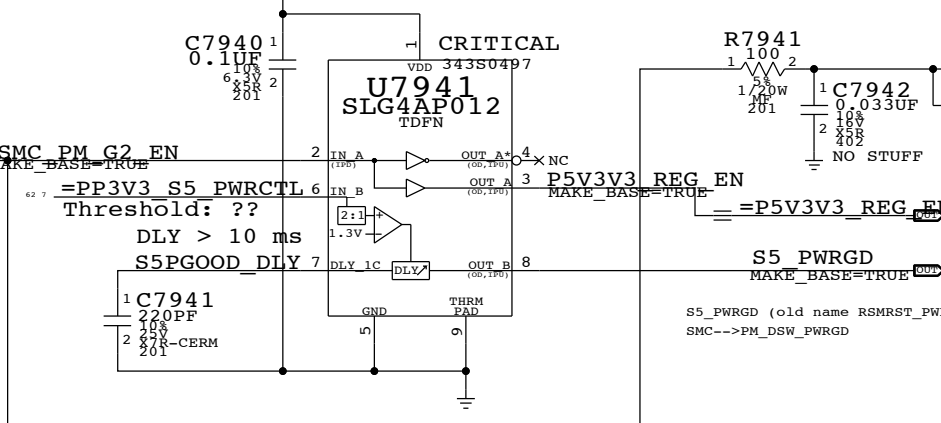 C7940
0.1UF
10%
6.3V
X5R
201
1
2
1
VDD
CRITICAL
343S0497
U7941
SLG4AP012
TDFN
R7941
100
1
2
5%
1/20W
MF
201
1
2
C7942
0.033UF
10%
16V
X5R
402
NO STUFF
SMC_PM_G2_EN
MAKE_BASE=TRUE
2
IN_A
(IPD)
OUT_A*
(OD,IPU)
4
NC
OUT_A
(OD,IPU)
3
P5V3V3_REG_EN
MAKE_BASE=TRUE
62 7
=PP3V3_S5_PWRCTL
6
IN_B
Threshold: ??
2:1
+
-
1.3V
=P5V3V3_REG_E
OUT
DLY > 10 ms
S5PGOOD_DLY
7
DLY_1C
DLY
OUT_B
(OD,IPU)
8
S5_PWRGD
MAKE_BASE=TRUE
OUT
1
2
C7941
220PF
10%
25V
X7R-CERM
201
GND
5
THRM
PAD
9
S5_PWRGD (old name RSMRST_PW
SMC-->PM_DSW_PWRGD